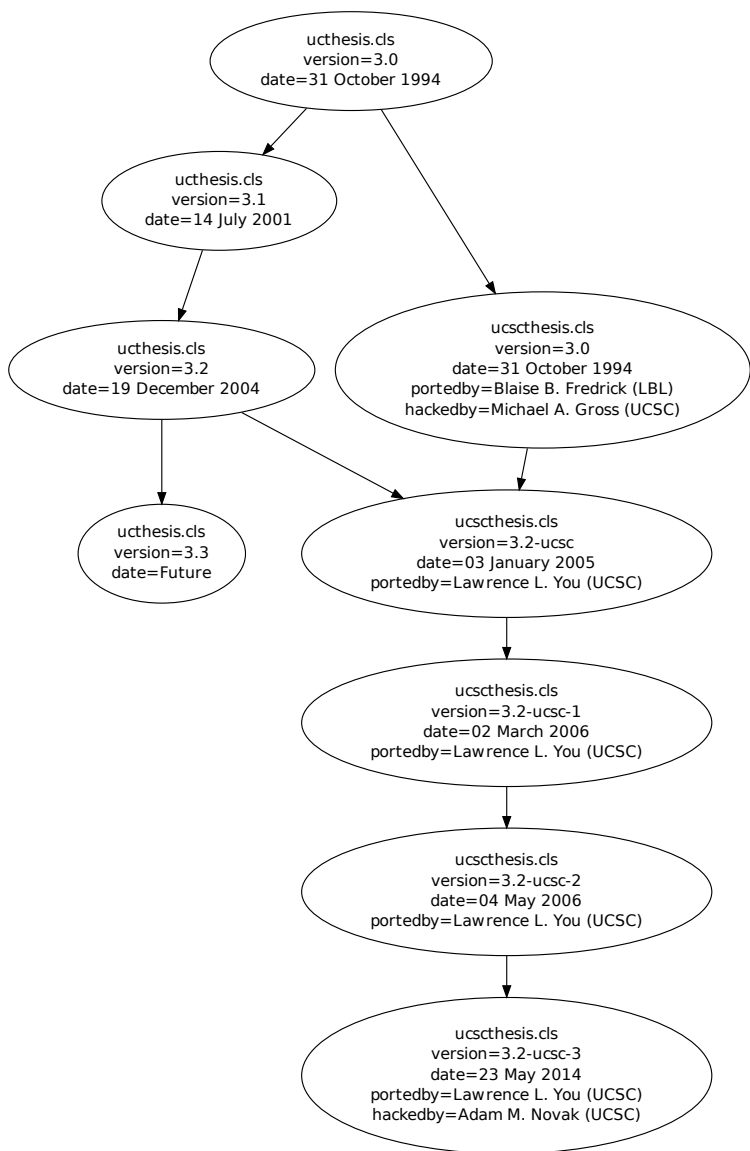 ucthesis.cls
version=3.0
date=31 October 1994
ucthesis.cls
version=3.1
date=14 July 2001
ucthesis.cls
version=3.2
date=19 December 2004
ucscthesis.cls
version=3.0
date=31 October 1994
portedby=Blaise B. Fredrick (LBL)
hackedby=Michael A. Gross (UCSC)
ucthesis.cls
version=3.3
date=Future
ucscthesis.cls
version=3.2-ucsc
date=03 January 2005
portedby=Lawrence L. You (UCSC)
ucscthesis.cls
version=3.2-ucsc-1
date=02 March 2006
portedby=Lawrence L. You (UCSC)
ucscthesis.cls
version=3.2-ucsc-2
date=04 May 2006
portedby=Lawrence L. You (UCSC)
ucscthesis.cls
version=3.2-ucsc-3
date=23 May 2014
portedby=Lawrence L. You (UCSC)
hackedby=Adam M. Novak (UCSC)